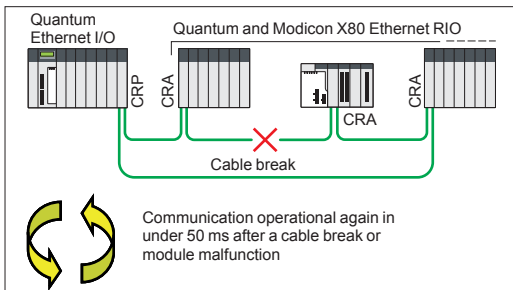 Quantum
Ethernet I/O
Quantum and Modicon X80 Ethernet RIO
CRP
CRA
CRA
CRA
Cable break
Communication operational again in
under 50 ms after a cable break or
module malfunction